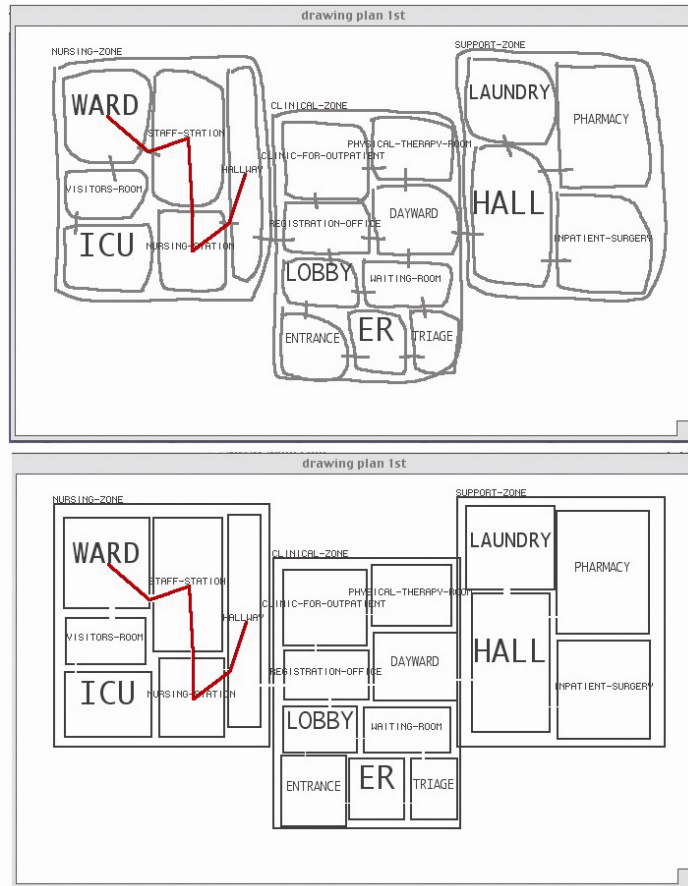 drawing plan 1st
NURSING-ZONE
SUPPORT-ZONE
WARD
LAUNDRY
CLINICAL-ZONE
PHARMACY
STAFF-STATION
PHYSICAL-THERAPY-ROOM
CLINIC-FOR-OUTPATIENT
HALLWAY
VISITORS-ROOM
HALL
DAYWARD
REGISTRATION-OFFICE
ICU
NURSING-STATION
INPATIENT-SURGERY
LOBBY
WAITING-ROOM
ENTRANCE
ER
TRIAGE
drawing plan 1st
NURSING-ZONE
SUPPORT-ZONE
WARD
LAUNDRY
CLINICAL-ZONE
PHARMACY
STAFF-STATION
PHYSICAL-THERAPY-ROOM
CLINIC-FOR-OUTPATIENT
HALLWAY
VISITORS-ROOM
HALL
DAYWARD
REGISTRATION-OFFICE
ICU
NURSING-STATION
INPATIENT-SURGERY
LOBBY
WAITING-ROOM
ENTRANCE
ER
TRIAGE